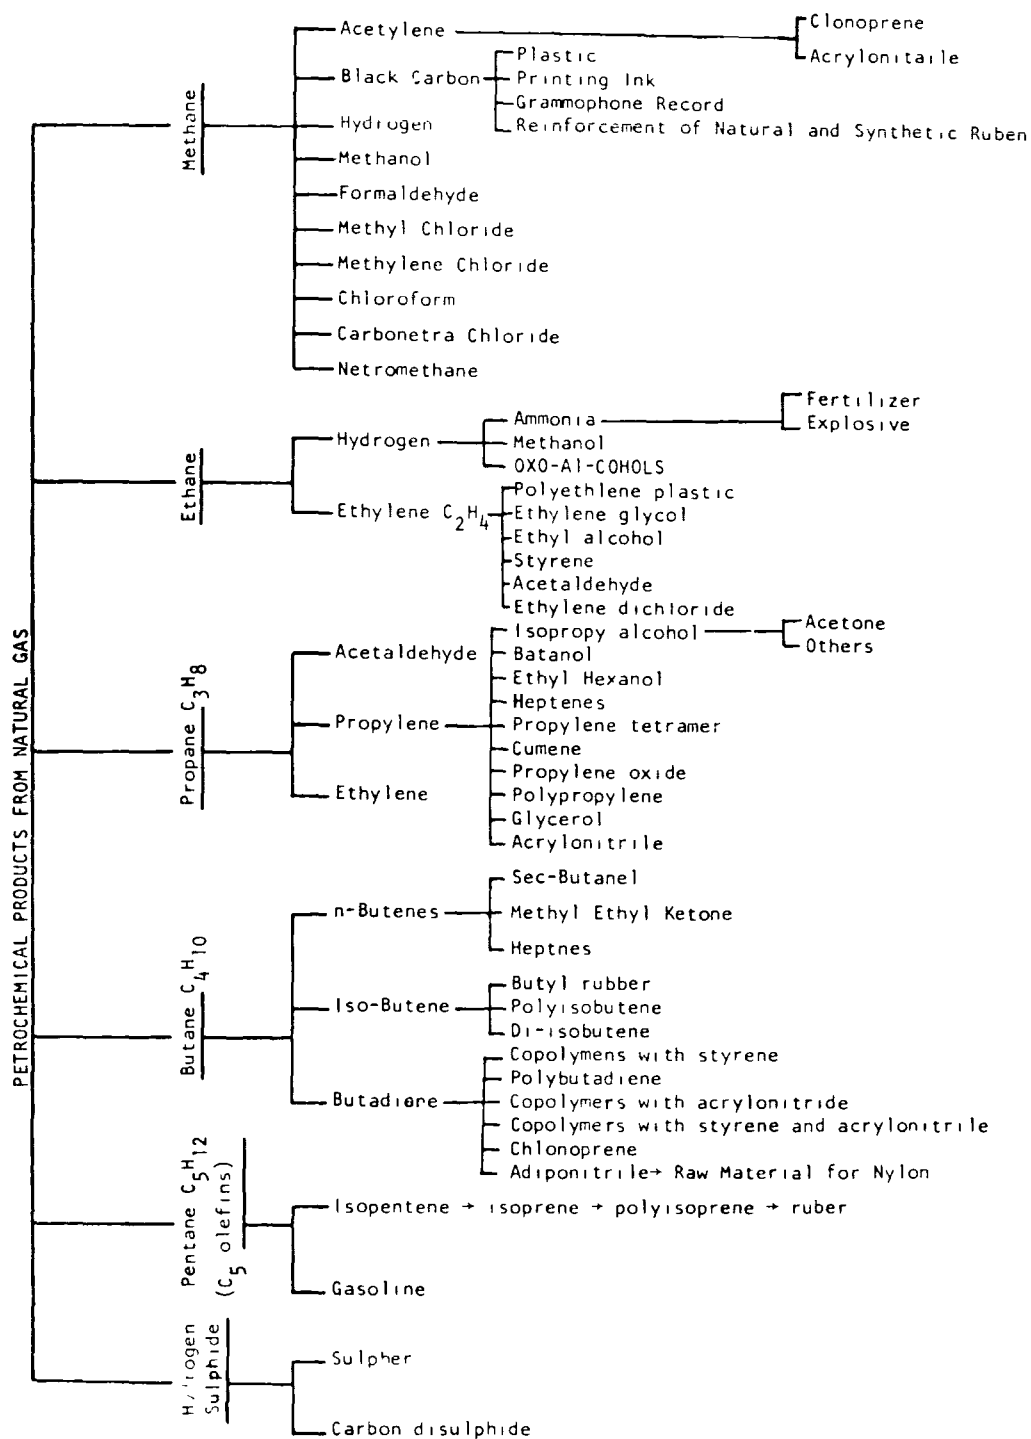 PETROCHEMICAL PRODUCTS FROM NATURAL GAS
Methane
Acetylene
Clonoprene
Acrylonitaile
Black Carbon
Plastic
Printing Ink
Grammophone Record
Reinforcement of Natural and Synthetic Ruben
Hydrogen
Methanol
Formaldehyde
Methyl Chloride
Methylene Chloride
Chloroform
Carbonetra Chloride
Netromethane
Ethane
Hydrogen
Ammonia
Fertilizer
Explosive
Methanol
OXO-Al-COHOLS
Ethylene C2H4
Polyethlene plastic
Ethylene glycol
Ethyl alcohol
Styrene
Acetaldehyde
Ethylene dichloride
Propane C3H8
Acetaldehyde
Propylene
Isopropy alcohol
Acetone
Others
Batanol
Ethyl Hexanol
Heptenes
Propylene tetramer
Cumene
Propylene oxide
Polypropylene
Glycerol
Acrylonitrile
Ethylene
Butane C4H10
n-Butenes
Sec-Butanel
Methyl Ethyl Ketone
Heptnes
Iso-Butene
Butyl rubber
Polyisobutene
Di-isobutene
Copolymens with styrene
Polybutadiene
Copolymers with acrylonitride
Copolymers with styrene and acrylonitrile
Chlonoprene
Adiponitrile→ Raw Material for Nylon
Pentane C5H12
(C5 olefins)
Isopentene → isoprene → polyisoprene → ruber
Gasoline
Hydrogen
Sulphide
Sulpher
Carbon disulphide